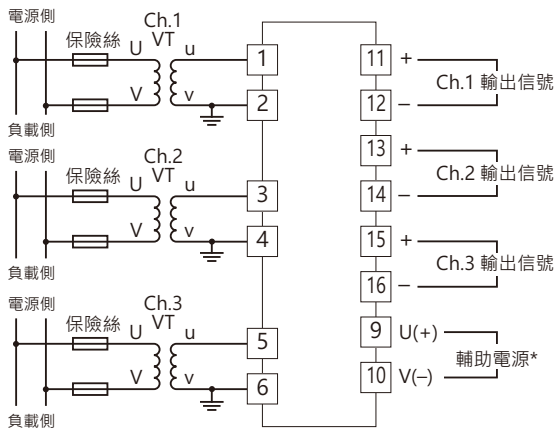 電源側
保險絲 U Ch.1 VT u 1
V v 2
負載側
電源側
保險絲 U Ch.2 VT u 3
V v 4
負載側
電源側
保險絲 U Ch.3 VT u 5
V v 6
負載側
11 +
Ch.1 輸出信號
12 –
13 +
Ch.2 輸出信號
14 –
15 +
Ch.3 輸出信號
16 –
9 U(+)
輔助電源*
10 V(–)